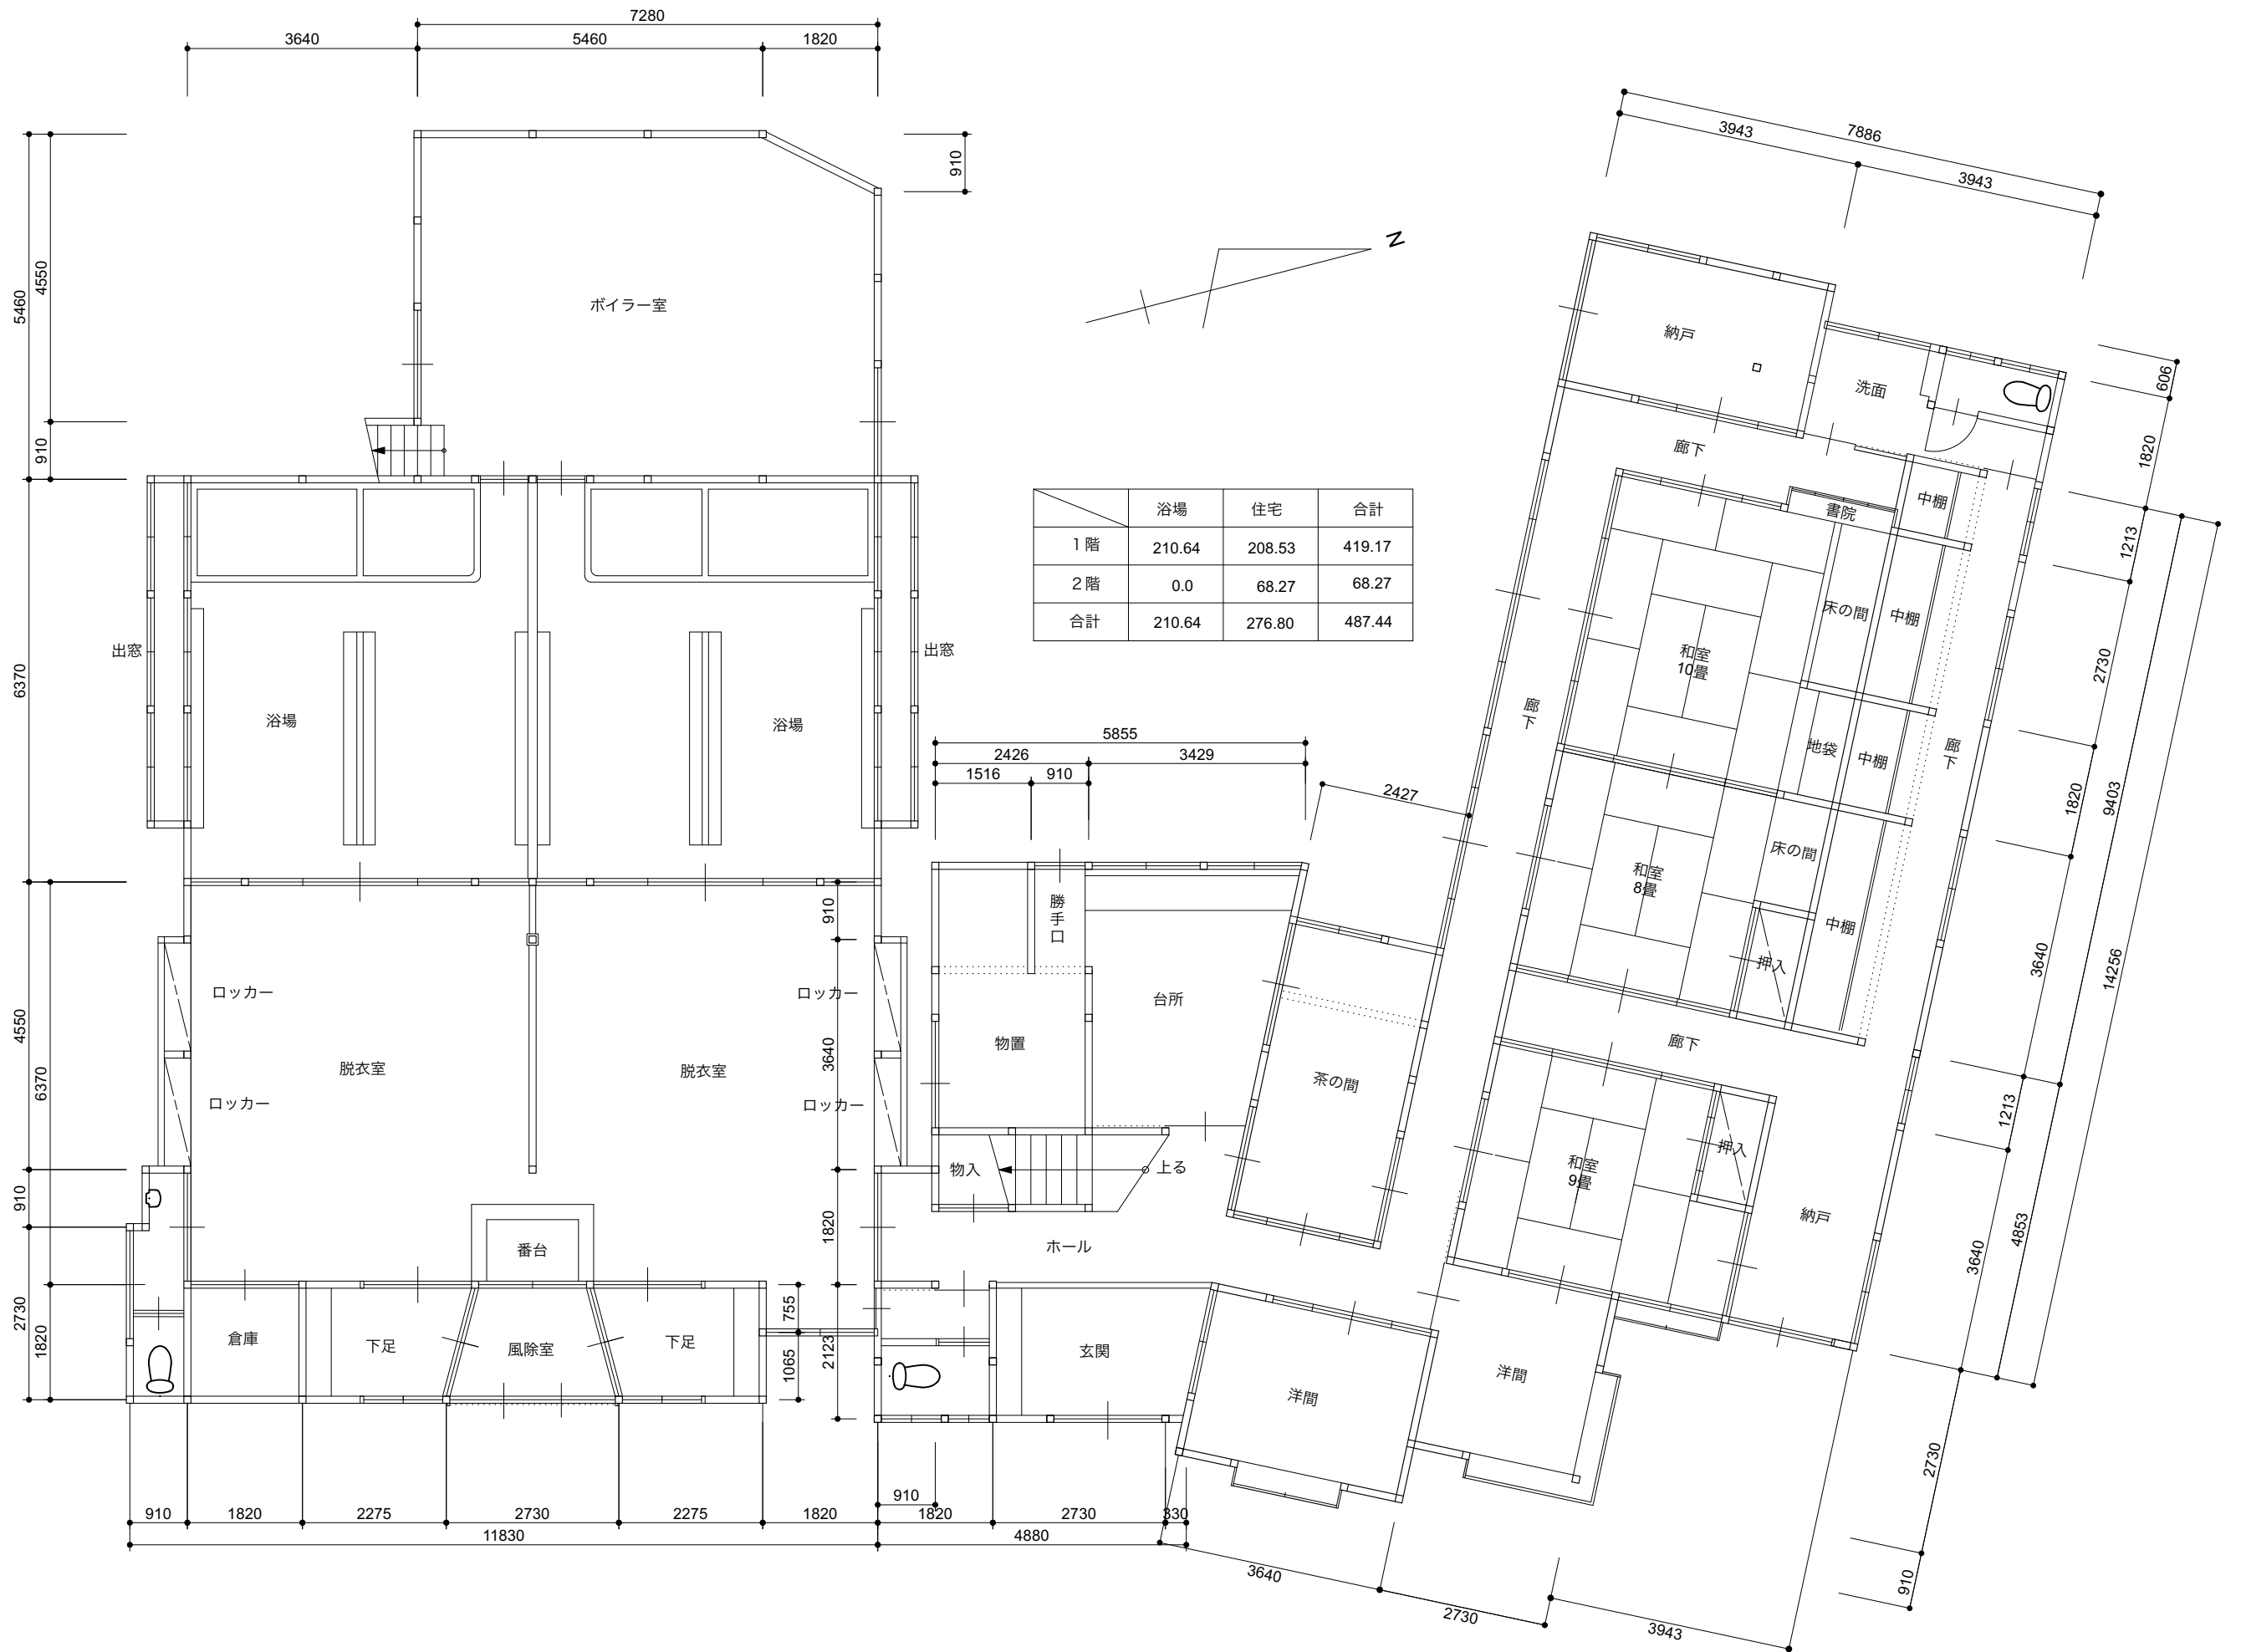 7280
3640
5460
1820
5460
4550
910
910
ボイラー室
N
7886
3943
3943
606
1820
1213
2730
1820
3640
9403
14256
1213
3640
4853
2730
910
納戸
洗面
廊下
中棚
書院
床の間
中棚
和室
10畳
廊下
地袋
中棚
廊下
床の間
和室
8畳
中棚
押入
廊下
和室
9畳
押入
納戸
洋間
洋間
浴場
住宅
合計
1階
210.64
208.53
419.17
2階
0.0
68.27
68.27
合計
210.64
276.80
487.44
6370
出窓
出窓
浴場
浴場
5855
2426
3429
1516
910
2427
勝手口
台所
物置
茶の間
物入
上る
ホール
玄関
4550
6370
910
2730
1820
ロッカー
ロッカー
ロッカー
ロッカー
脱衣室
脱衣室
910
3640
1820
755
1065
2123
番台
倉庫
下足
風除室
下足
910
910
1820
2275
2730
2275
1820
1820
2730
330
11830
4880
3640
2730
3943